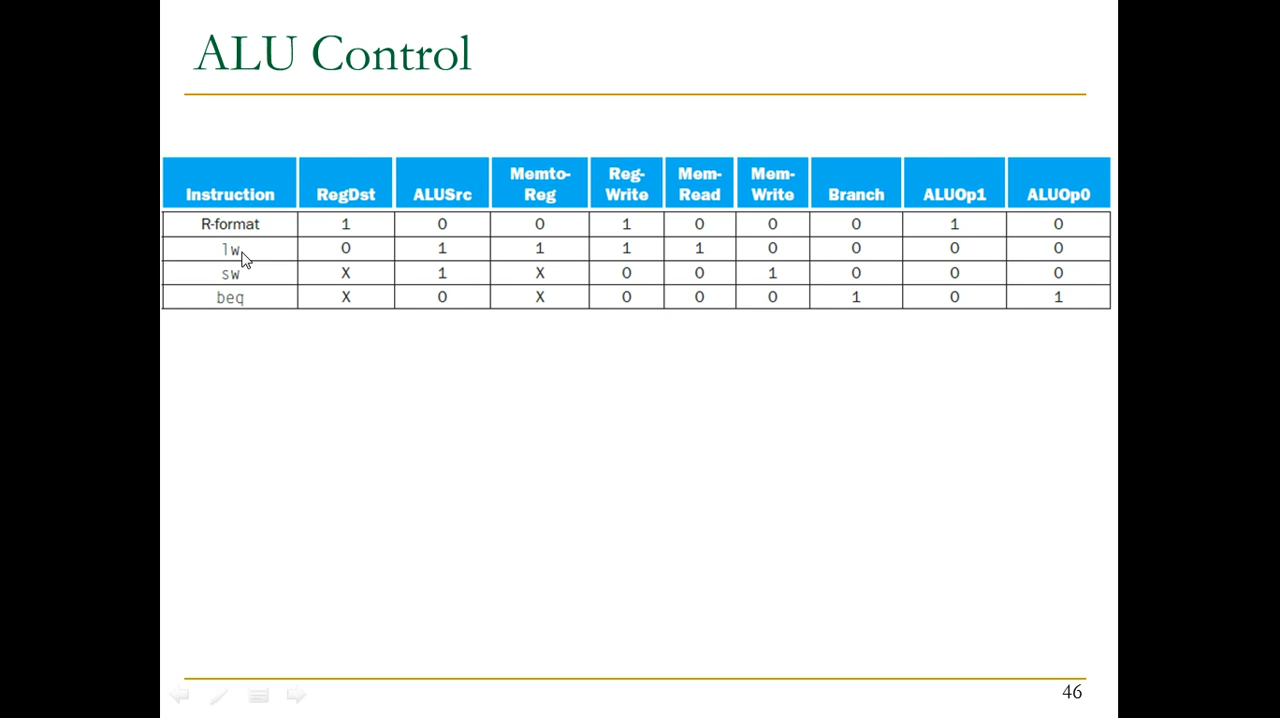 ALU Control
Instruction RegDst ALUSrc Memto-Reg Reg-Write Mem-Read Mem-Write Branch ALUOp1 ALUOp0
R-format 1 0 0 1 0 0 0 1 0
lw 0 1 1 1 1 0 0 0 0
sw X 1 X 0 0 1 0 0 0
beq X 0 X 0 0 0 1 0 1
46